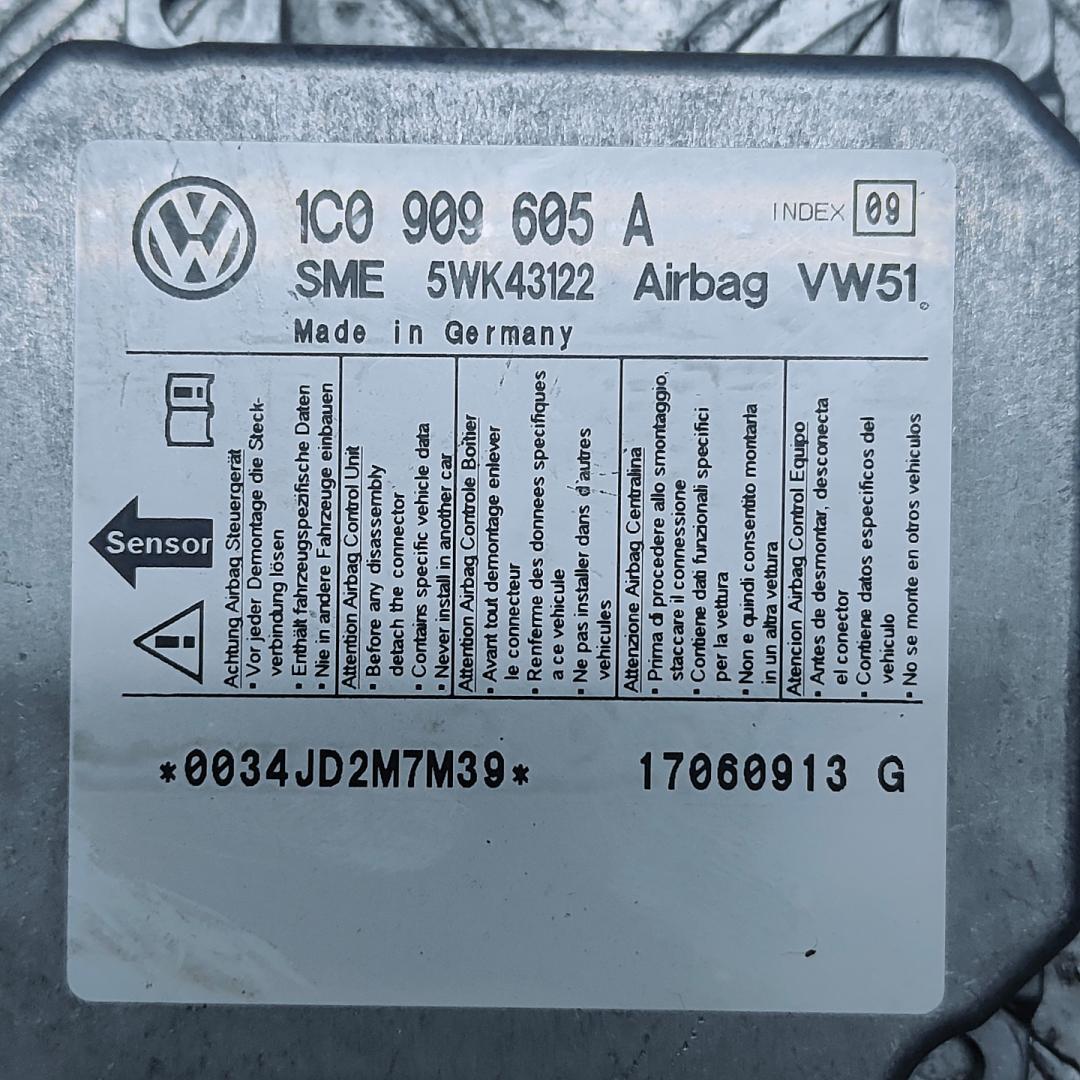 1C0 909 605 A INDEX 09
SME 5WK43122 Airbag VW51
Made in Germany
Sensor
Achtung Airbag Steuergerät
• Vor jeder Demontage die Steck-
verbindung lösen
• Enthält fahrzeugspezifische Daten
• Nie in andere Fahrzeuge einbauen
Attention Airbag Control Unit
• Before any disassembly
detach the connector
• Contains specific vehicle data
• Never install in another car
Attention Airbag Controle Boîtier
• Avant tout demontage enlever
le connecteur
• Renferme des donnees specifiques
a ce vehicule
• Ne pas installer dans d'autres
vehicules
Attenzione Airbag Centralina
• Prima di procedere allo smontaggio,
staccare il connessione
• Contiene dati funzionali specifici
per la vettura
• Non e quindi consentito montarla
in un altra vettura
Atencion Airbag Control Equipo
• Antes de desmontar, desconecta
el conector
• Contiene datos especificos del
vehiculo
• No se monte en otros vehiculos
*0034JD2M7M39* 17060913 G